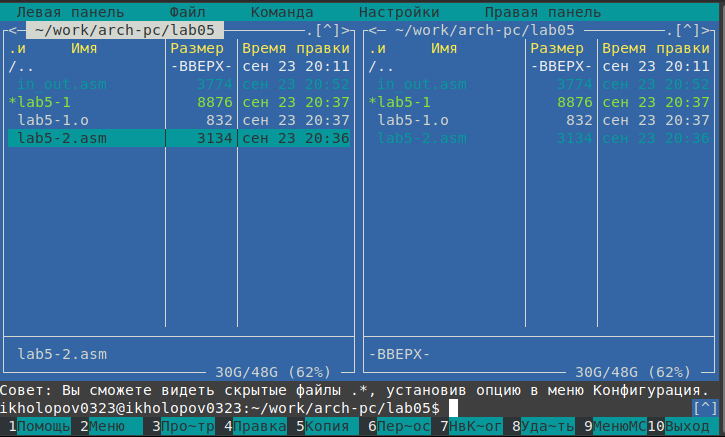 Левая панель Файл Команда Настройки Правая панель
<─ ~/work/arch-pc/lab05 ─.[^]> <─ ~/work/arch-pc/lab05 ─.[^]>
.и Имя Размер Время правки .и Имя Размер Время правки
/.. -ВВЕРХ- сен 23 20:11 /.. -ВВЕРХ- сен 23 20:11
in_out.asm 3774 сен 23 20:52 in_out.asm 3774 сен 23 20:52
*lab5-1 8876 сен 23 20:37 *lab5-1 8876 сен 23 20:37
lab5-1.o 832 сен 23 20:37 lab5-1.o 832 сен 23 20:37
lab5-2.asm 3134 сен 23 20:36 lab5-2.asm 3134 сен 23 20:36
lab5-2.asm -ВВЕРХ-
30G/48G (62%) 30G/48G (62%)
Совет: Вы сможете видеть скрытые файлы .*, установив опцию в меню Конфигурация.
ikholopov0323@ikholopov0323:~/work/arch-pc/lab05$ [^]
1Помощь 2Меню 3Про~тр 4Правка 5Копия 6Пер~ос 7НвК~ог 8Уда~ть 9МенюMC 10Выход